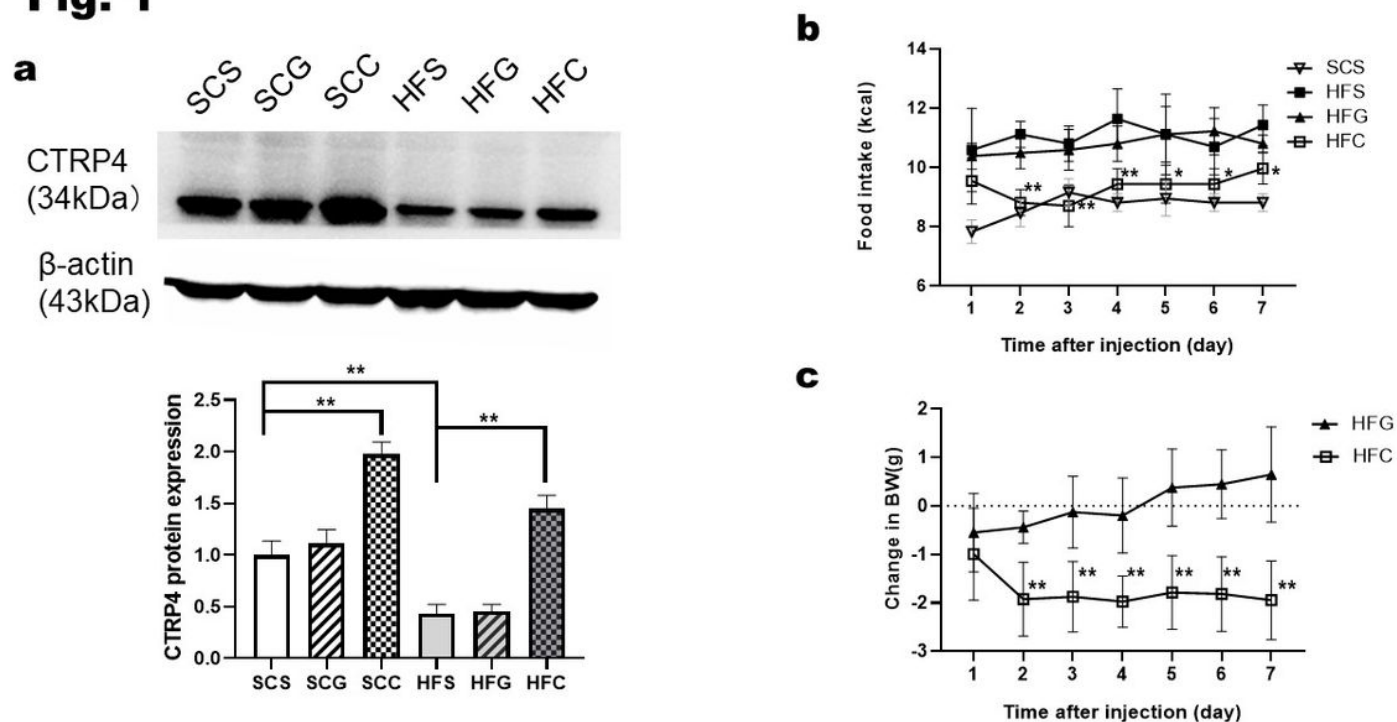 Fig. 1
a
SCS SCG SCC HFS HFG HFC
CTRP4
(34kDa)
β-actin
(43kDa)
**
**
**
CTRP4 protein expression
2.5
2.0
1.5
1.0
0.5
0.0
SCS SCG SCC HFS HFG HFC
b
Food intake (kcal)
14
12
10
8
6
SCS
HFS
HFG
HFC
**
**
**
*
*
*
1 2 3 4 5 6 7
Time after injection (day)
c
Change in BW(g)
2
1
0
-1
-2
-3
HFG
HFC
**
**
**
**
**
**
1 2 3 4 5 6 7
Time after injection (day)